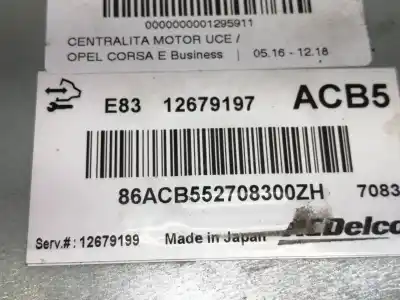 0000000001295911
CENTRALITA MOTOR UCE /
OPEL CORSA E Business | 05.16 - 12.18
E83 12679197 ACB5
86ACB552708300ZH 7083
Serv.#: 12679199 Made in Japan ACDelco